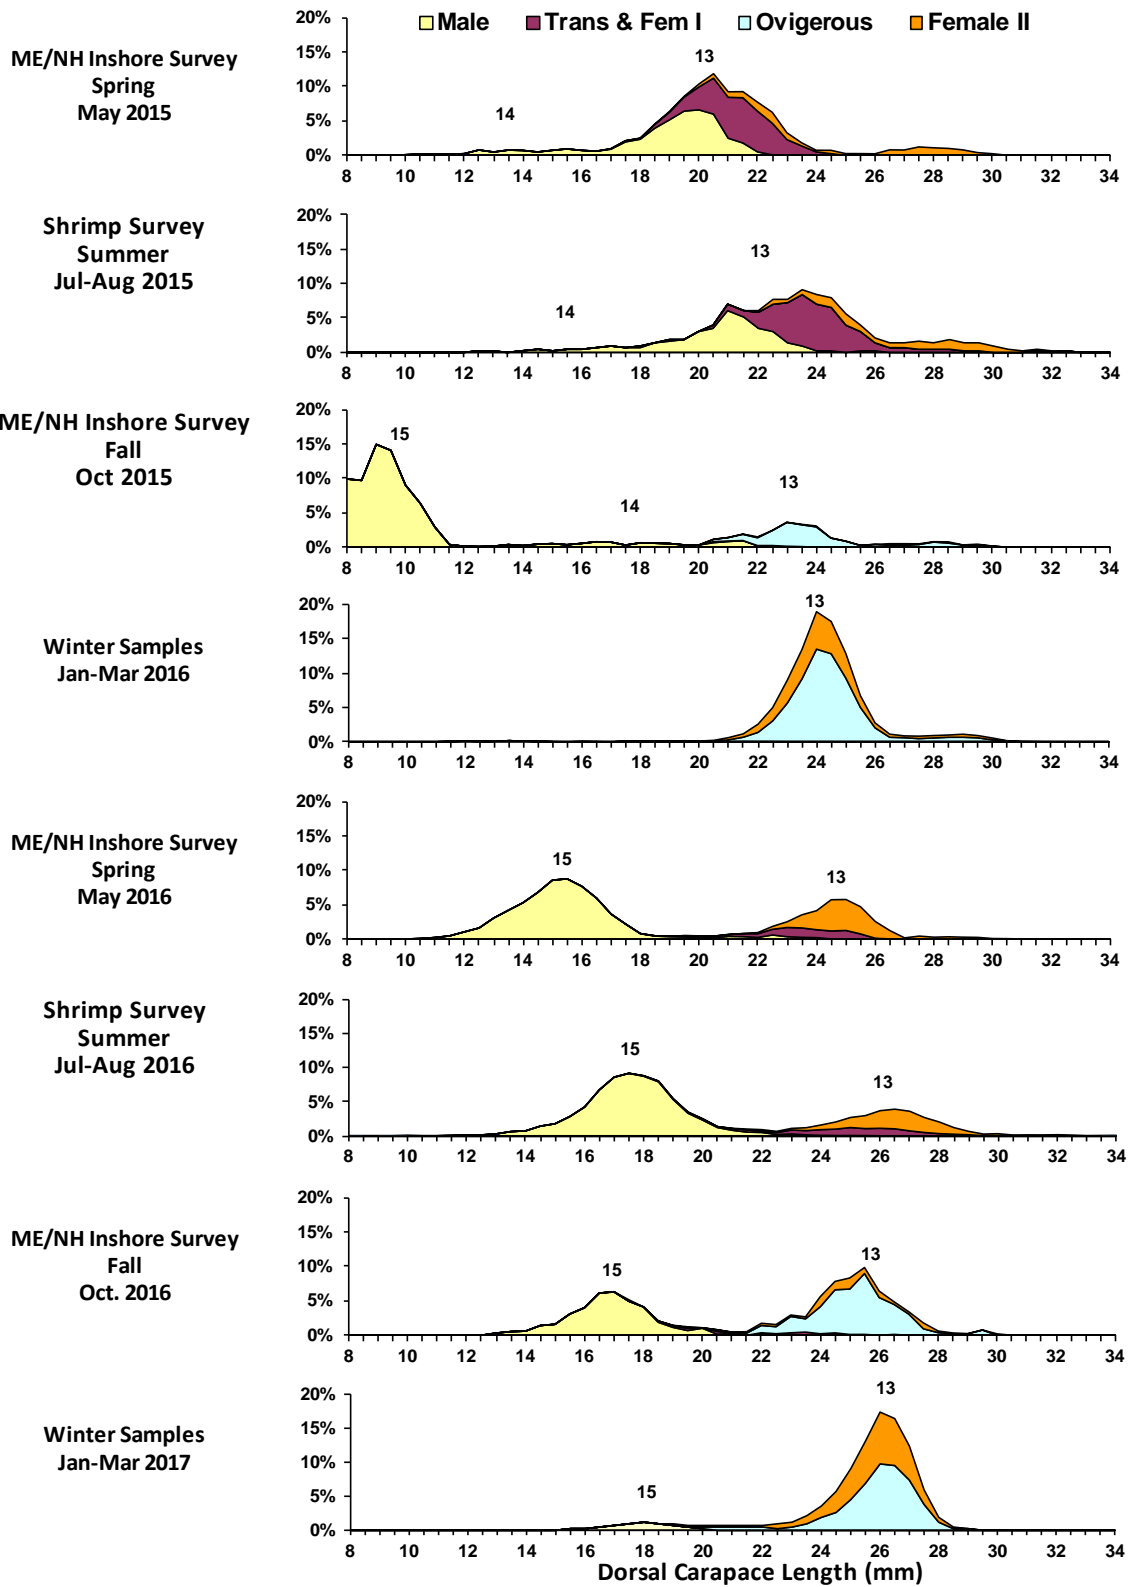 Male Trans & Fem I Ovigerous Female II
ME/NH Inshore Survey
Spring
May 2015
20%
15%
10%
5%
0%
13
14
8 10 12 14 16 18 20 22 24 26 28 30 32 34
Shrimp Survey
Summer
Jul-Aug 2015
20%
15%
10%
5%
0%
13
14
8 10 12 14 16 18 20 22 24 26 28 30 32 34
ME/NH Inshore Survey
Fall
Oct 2015
20%
15%
10%
5%
0%
15
14
13
8 10 12 14 16 18 20 22 24 26 28 30 32 34
Winter Samples
Jan-Mar 2016
20%
15%
10%
5%
0%
13
8 10 12 14 16 18 20 22 24 26 28 30 32 34
ME/NH Inshore Survey
Spring
May 2016
20%
15%
10%
5%
0%
15
13
8 10 12 14 16 18 20 22 24 26 28 30 32 34
Shrimp Survey
Summer
Jul-Aug 2016
20%
15%
10%
5%
0%
15
13
8 10 12 14 16 18 20 22 24 26 28 30 32 34
ME/NH Inshore Survey
Fall
Oct. 2016
20%
15%
10%
5%
0%
15
13
8 10 12 14 16 18 20 22 24 26 28 30 32 34
Winter Samples
Jan-Mar 2017
20%
15%
10%
5%
0%
13
15
8 10 12 14 16 18 20 22 24 26 28 30 32 34
Dorsal Carapace Length (mm)